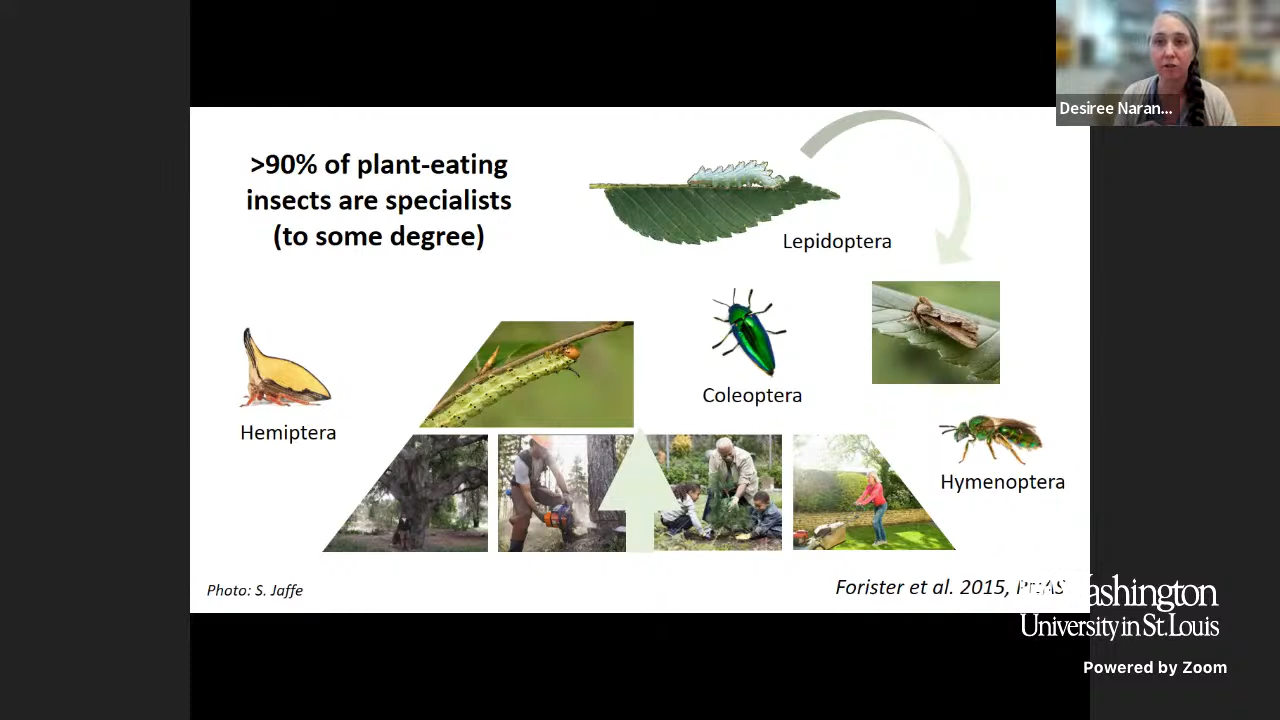 Desiree Naran...
>90% of plant-eating
insects are specialists
(to some degree)
Lepidoptera
Coleoptera
Hemiptera
Hymenoptera
Photo: S. Jaffe
Forister et al. 2015, PNAS
Washington
University in St. Louis
Powered by Zoom